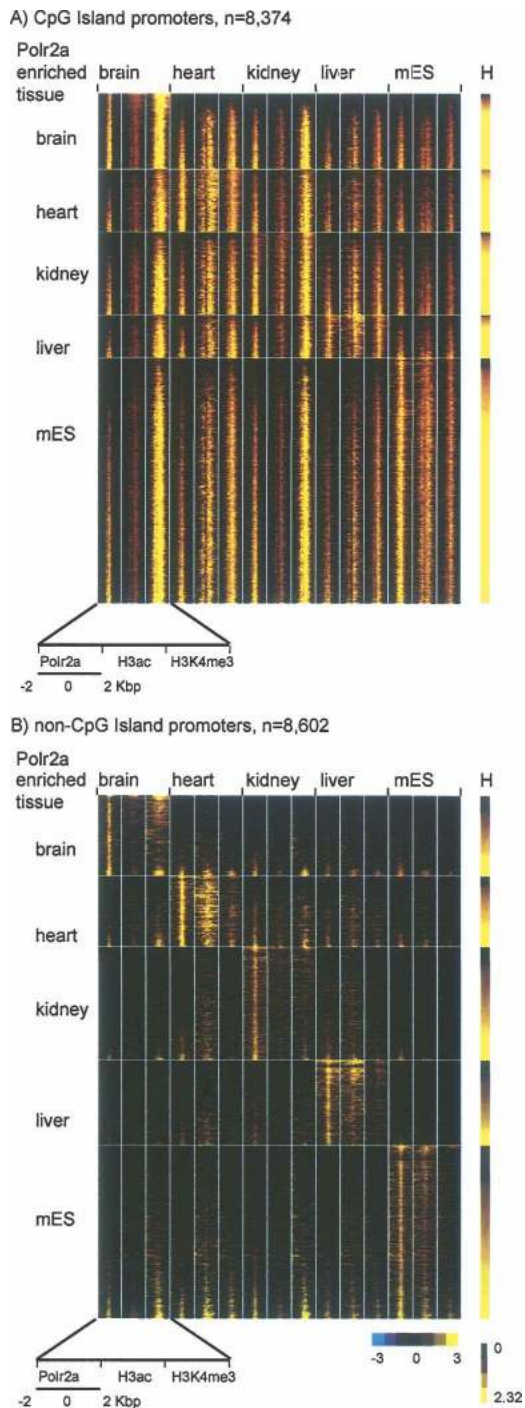 A) CpG Island promoters, n=8,374
Polr2a
enriched
tissue
brain heart kidney liver mES H
brain
heart
kidney
liver
mES
Polr2a H3ac H3K4me3
-2 0 2 Kbp
B) non-CpG Island promoters, n=8,602
Polr2a
enriched
tissue
brain heart kidney liver mES H
brain
heart
kidney
liver
mES
Polr2a H3ac H3K4me3
-2 0 2 Kbp
-3 0 3
0
2.32